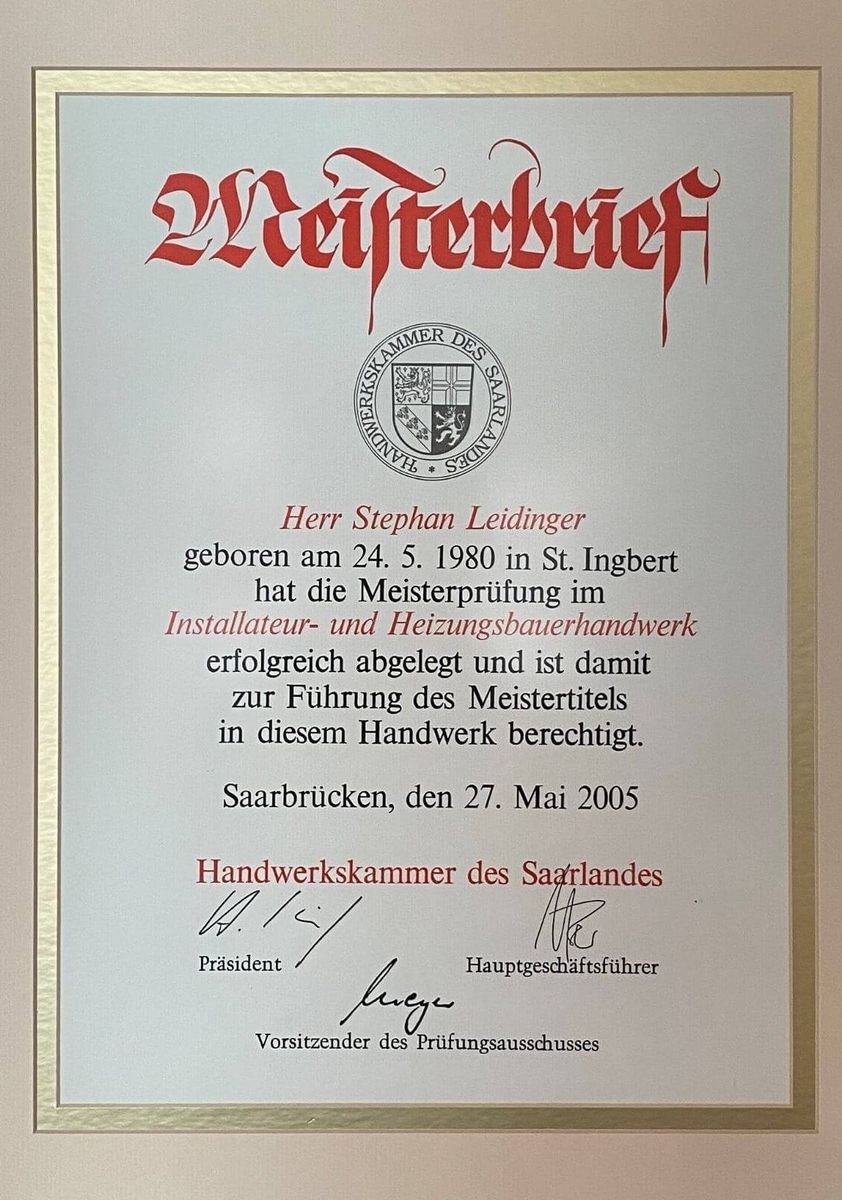 Meisterbrief
HANDWERKSKAMMER DES SAARLANDES *
Herr Stephan Leidinger
geboren am 24. 5. 1980 in St. Ingbert
hat die Meisterprüfung im
Installateur- und Heizungsbauerhandwerk
erfolgreich abgelegt und ist damit
zur Führung des Meistertitels
in diesem Handwerk berechtigt.
Saarbrücken, den 27. Mai 2005
Handwerkskammer des Saarlandes
Präsident
Hauptgeschäftsführer
Vorsitzender des Prüfungsausschusses